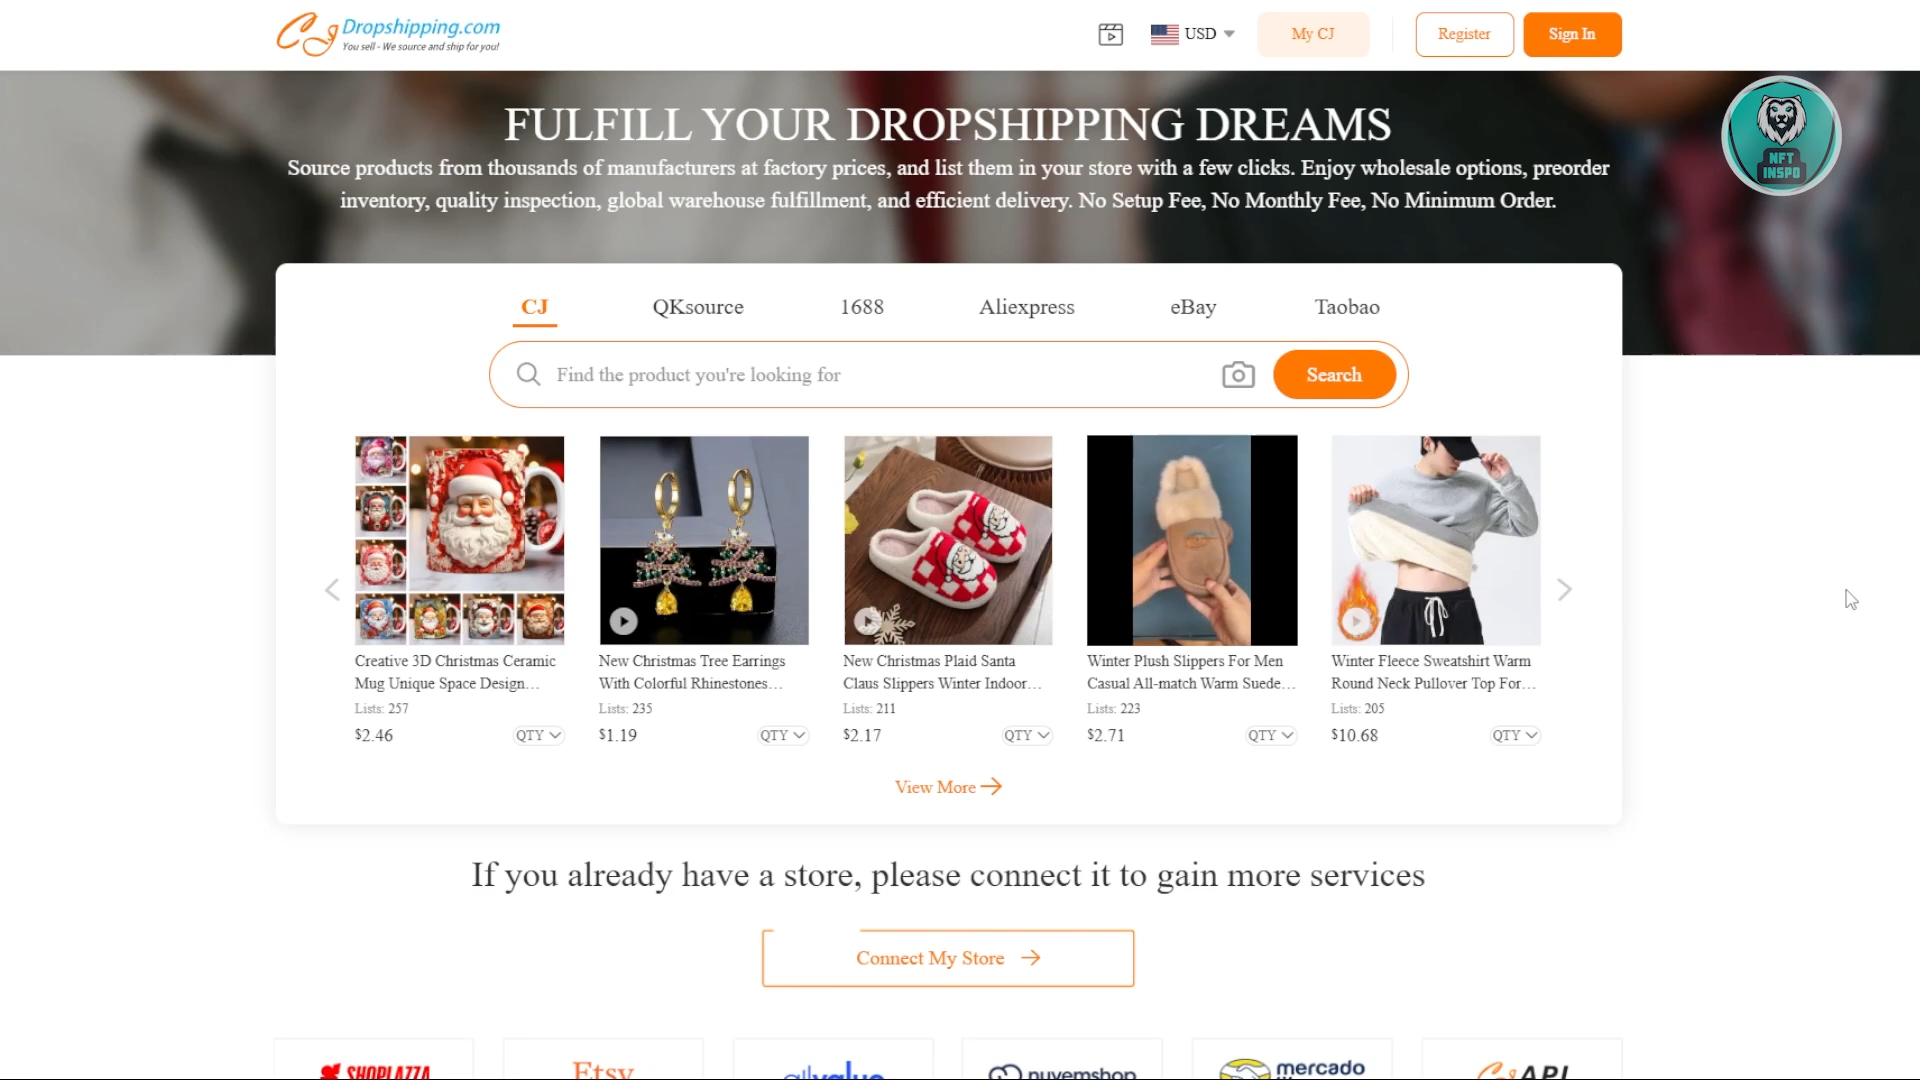 CJ Dropshipping.com
You sell - We source and ship for you!
USD
My CJ
Register
Sign In
FULFILL YOUR DROPSHIPPING DREAMS
Source products from thousands of manufacturers at factory prices, and list them in your store with a few clicks. Enjoy wholesale options, preorder
inventory, quality inspection, global warehouse fulfillment, and efficient delivery. No Setup Fee, No Monthly Fee, No Minimum Order.
NFT
INSPO
CJ
QKsource
1688
Aliexpress
eBay
Taobao
Find the product you're looking for
Search
Creative 3D Christmas Ceramic
Mug Unique Space Design...
Lists: 257
$2.46
QTY
New Christmas Tree Earrings
With Colorful Rhinestones...
Lists: 235
$1.19
QTY
New Christmas Plaid Santa
Claus Slippers Winter Indoor...
Lists: 211
$2.17
QTY
Winter Plush Slippers For Men
Casual All-match Warm Suede...
Lists: 223
$2.71
QTY
Winter Fleece Sweatshirt Warm
Round Neck Pullover Top For...
Lists: 205
$10.68
QTY
View More
If you already have a store, please connect it to gain more services
Connect My Store
SHOPLAZZA
Etsy
allvalue
nuvemshop
mercado
CJ API